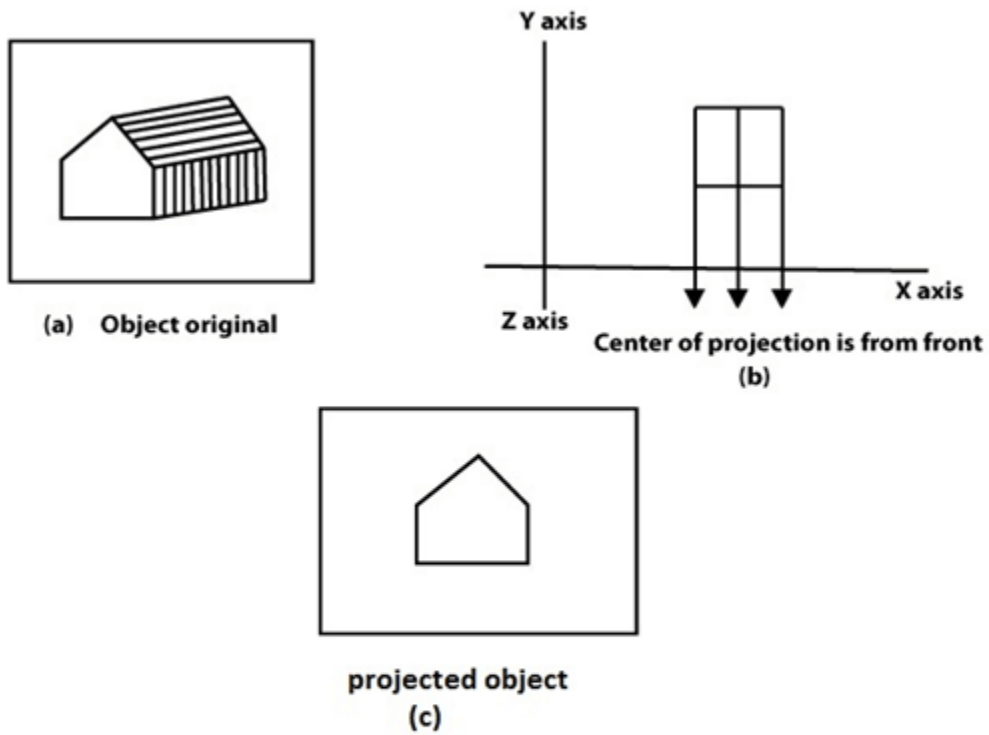 Y axis
(a) Object original
X axis
Z axis
Center of projection is from front
(b)
projected object
(c)